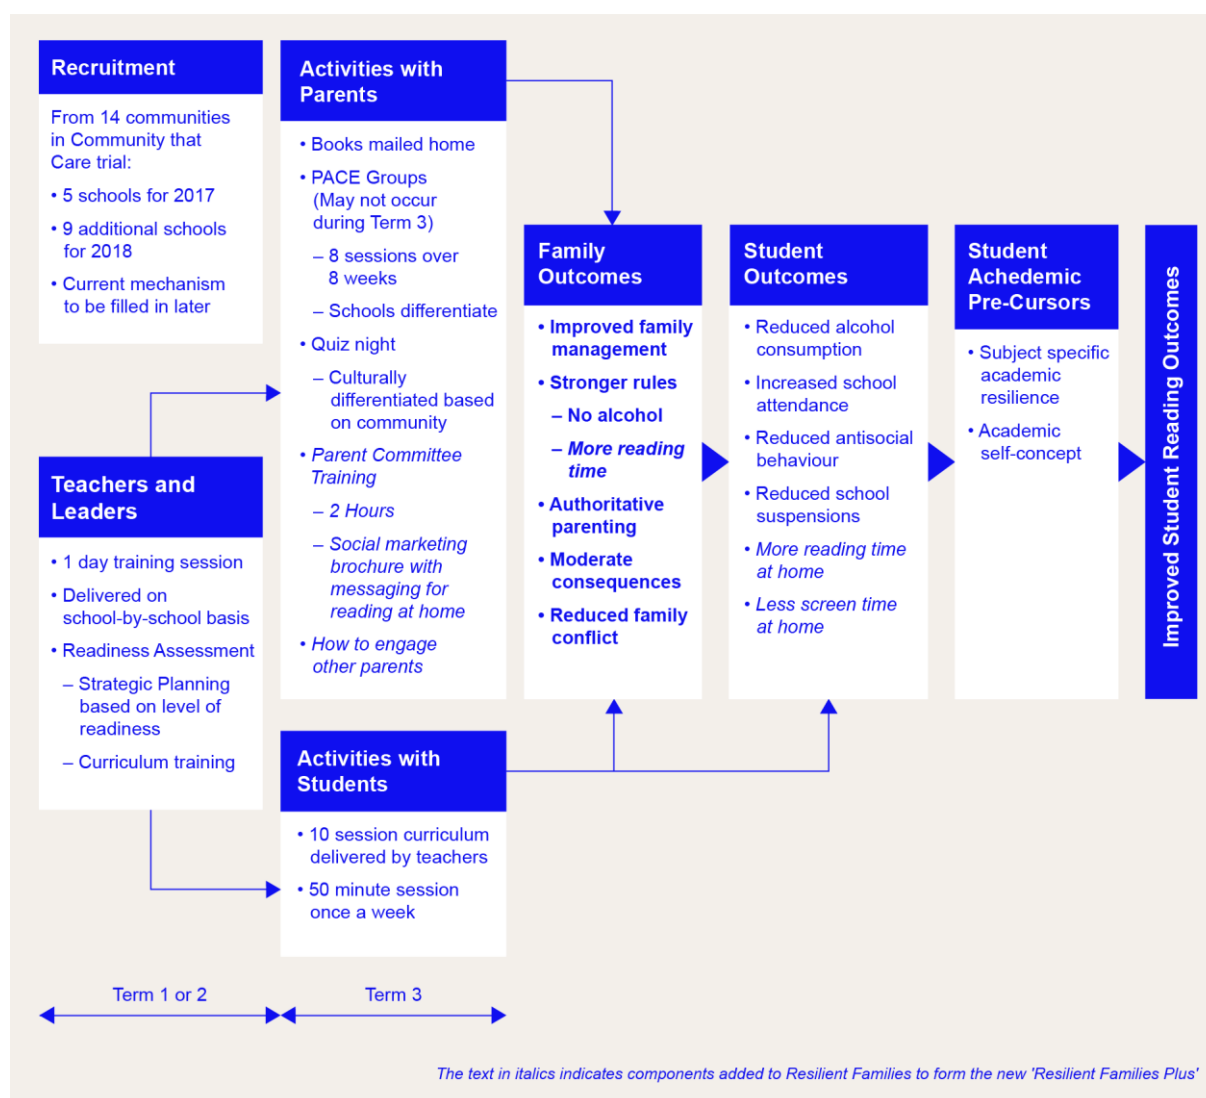 Recruitment
From 14 communities
in Community that
Care trial:
• 5 schools for 2017
• 9 additional schools
for 2018
• Current mechanism
to be filled in later
Teachers and
Leaders
• 1 day training session
• Delivered on
school-by-school basis
• Readiness Assessment
– Strategic Planning
based on level of
readiness
– Curriculum training
Activities with
Parents
• Books mailed home
• PACE Groups
(May not occur
during Term 3)
– 8 sessions over
8 weeks
– Schools differentiate
• Quiz night
– Culturally
differentiated based
on community
• Parent Committee
Training
– 2 Hours
– Social marketing
brochure with
messaging for
reading at home
• How to engage
other parents
Activities with
Students
• 10 session curriculum
delivered by teachers
• 50 minute session
once a week
Family
Outcomes
• Improved family
management
• Stronger rules
– No alcohol
– More reading
time
• Authoritative
parenting
• Moderate
consequences
• Reduced family
conflict
Student
Outcomes
• Reduced alcohol
consumption
• Increased school
attendance
• Reduced antisocial
behaviour
• Reduced school
suspensions
• More reading time
at home
• Less screen time
at home
Student
Achedemic
Pre-Cursors
• Subject specific
academic
resilience
• Academic
self-concept
Improved Student Reading Outcomes
Term 1 or 2
Term 3
The text in italics indicates components added to Resilient Families to form the new 'Resilient Families Plus'